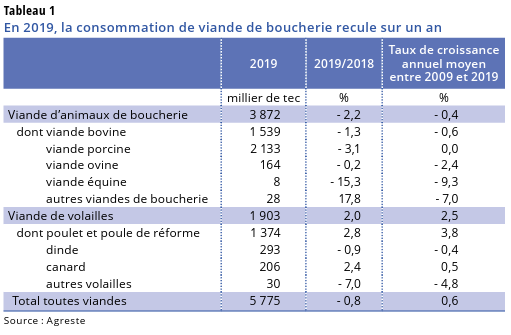 Tableau 1
En 2019, la consommation de viande de boucherie recule sur un an
2019 2019/2018 Taux de croissance annuel moyen entre 2009 et 2019
millier de tec % %
Viande d'animaux de boucherie 3 872 - 2,2 - 0,4
dont viande bovine 1 539 - 1,3 - 0,6
viande porcine 2 133 - 3,1 0,0
viande ovine 164 - 0,2 - 2,4
viande équine 8 - 15,3 - 9,3
autres viandes de boucherie 28 17,8 - 7,0
Viande de volailles 1 903 2,0 2,5
dont poulet et poule de réforme 1 374 2,8 3,8
dinde 293 - 0,9 - 0,4
canard 206 2,4 0,5
autres volailles 30 - 7,0 - 4,8
Total toutes viandes 5 775 - 0,8 0,6
Source : Agreste